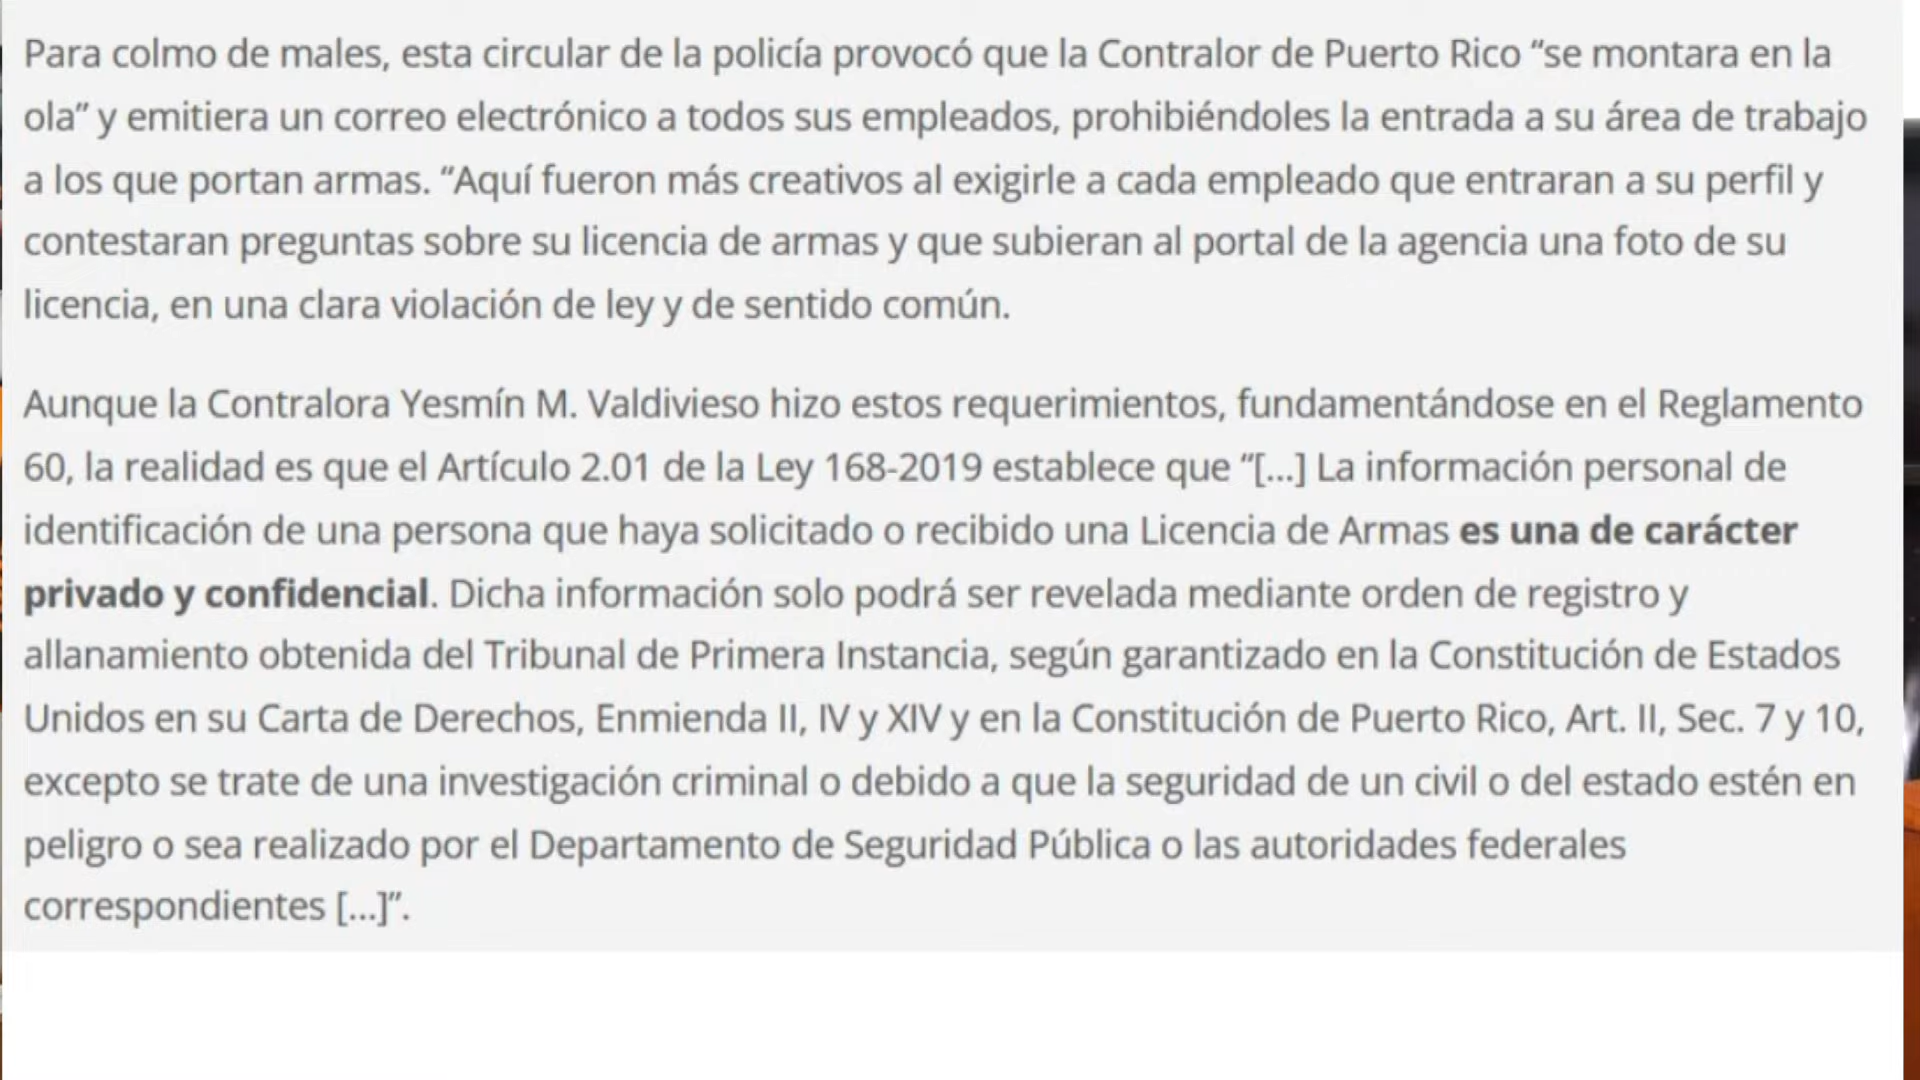 Para colmo de males, esta circular de la policía provocó que la Contralor de Puerto Rico “se montara en la
ola” y emitiera un correo electrónico a todos sus empleados, prohibiéndoles la entrada a su área de trabajo
a los que portan armas. “Aquí fueron más creativos al exigirle a cada empleado que entraran a su perfil y
contestaran preguntas sobre su licencia de armas y que subieran al portal de la agencia una foto de su
licencia, en una clara violación de ley y de sentido común.
Aunque la Contralora Yesmín M. Valdivieso hizo estos requerimientos, fundamentándose en el Reglamento
60, la realidad es que el Artículo 2.01 de la Ley 168-2019 establece que “[...] La información personal de
identificación de una persona que haya solicitado o recibido una Licencia de Armas es una de carácter
privado y confidencial. Dicha información solo podrá ser revelada mediante orden de registro y
allanamiento obtenida del Tribunal de Primera Instancia, según garantizado en la Constitución de Estados
Unidos en su Carta de Derechos, Enmienda II, IV y XIV y en la Constitución de Puerto Rico, Art. II, Sec. 7 y 10,
excepto se trate de una investigación criminal o debido a que la seguridad de un civil o del estado estén en
peligro o sea realizado por el Departamento de Seguridad Pública o las autoridades federales
correspondientes [...]”.